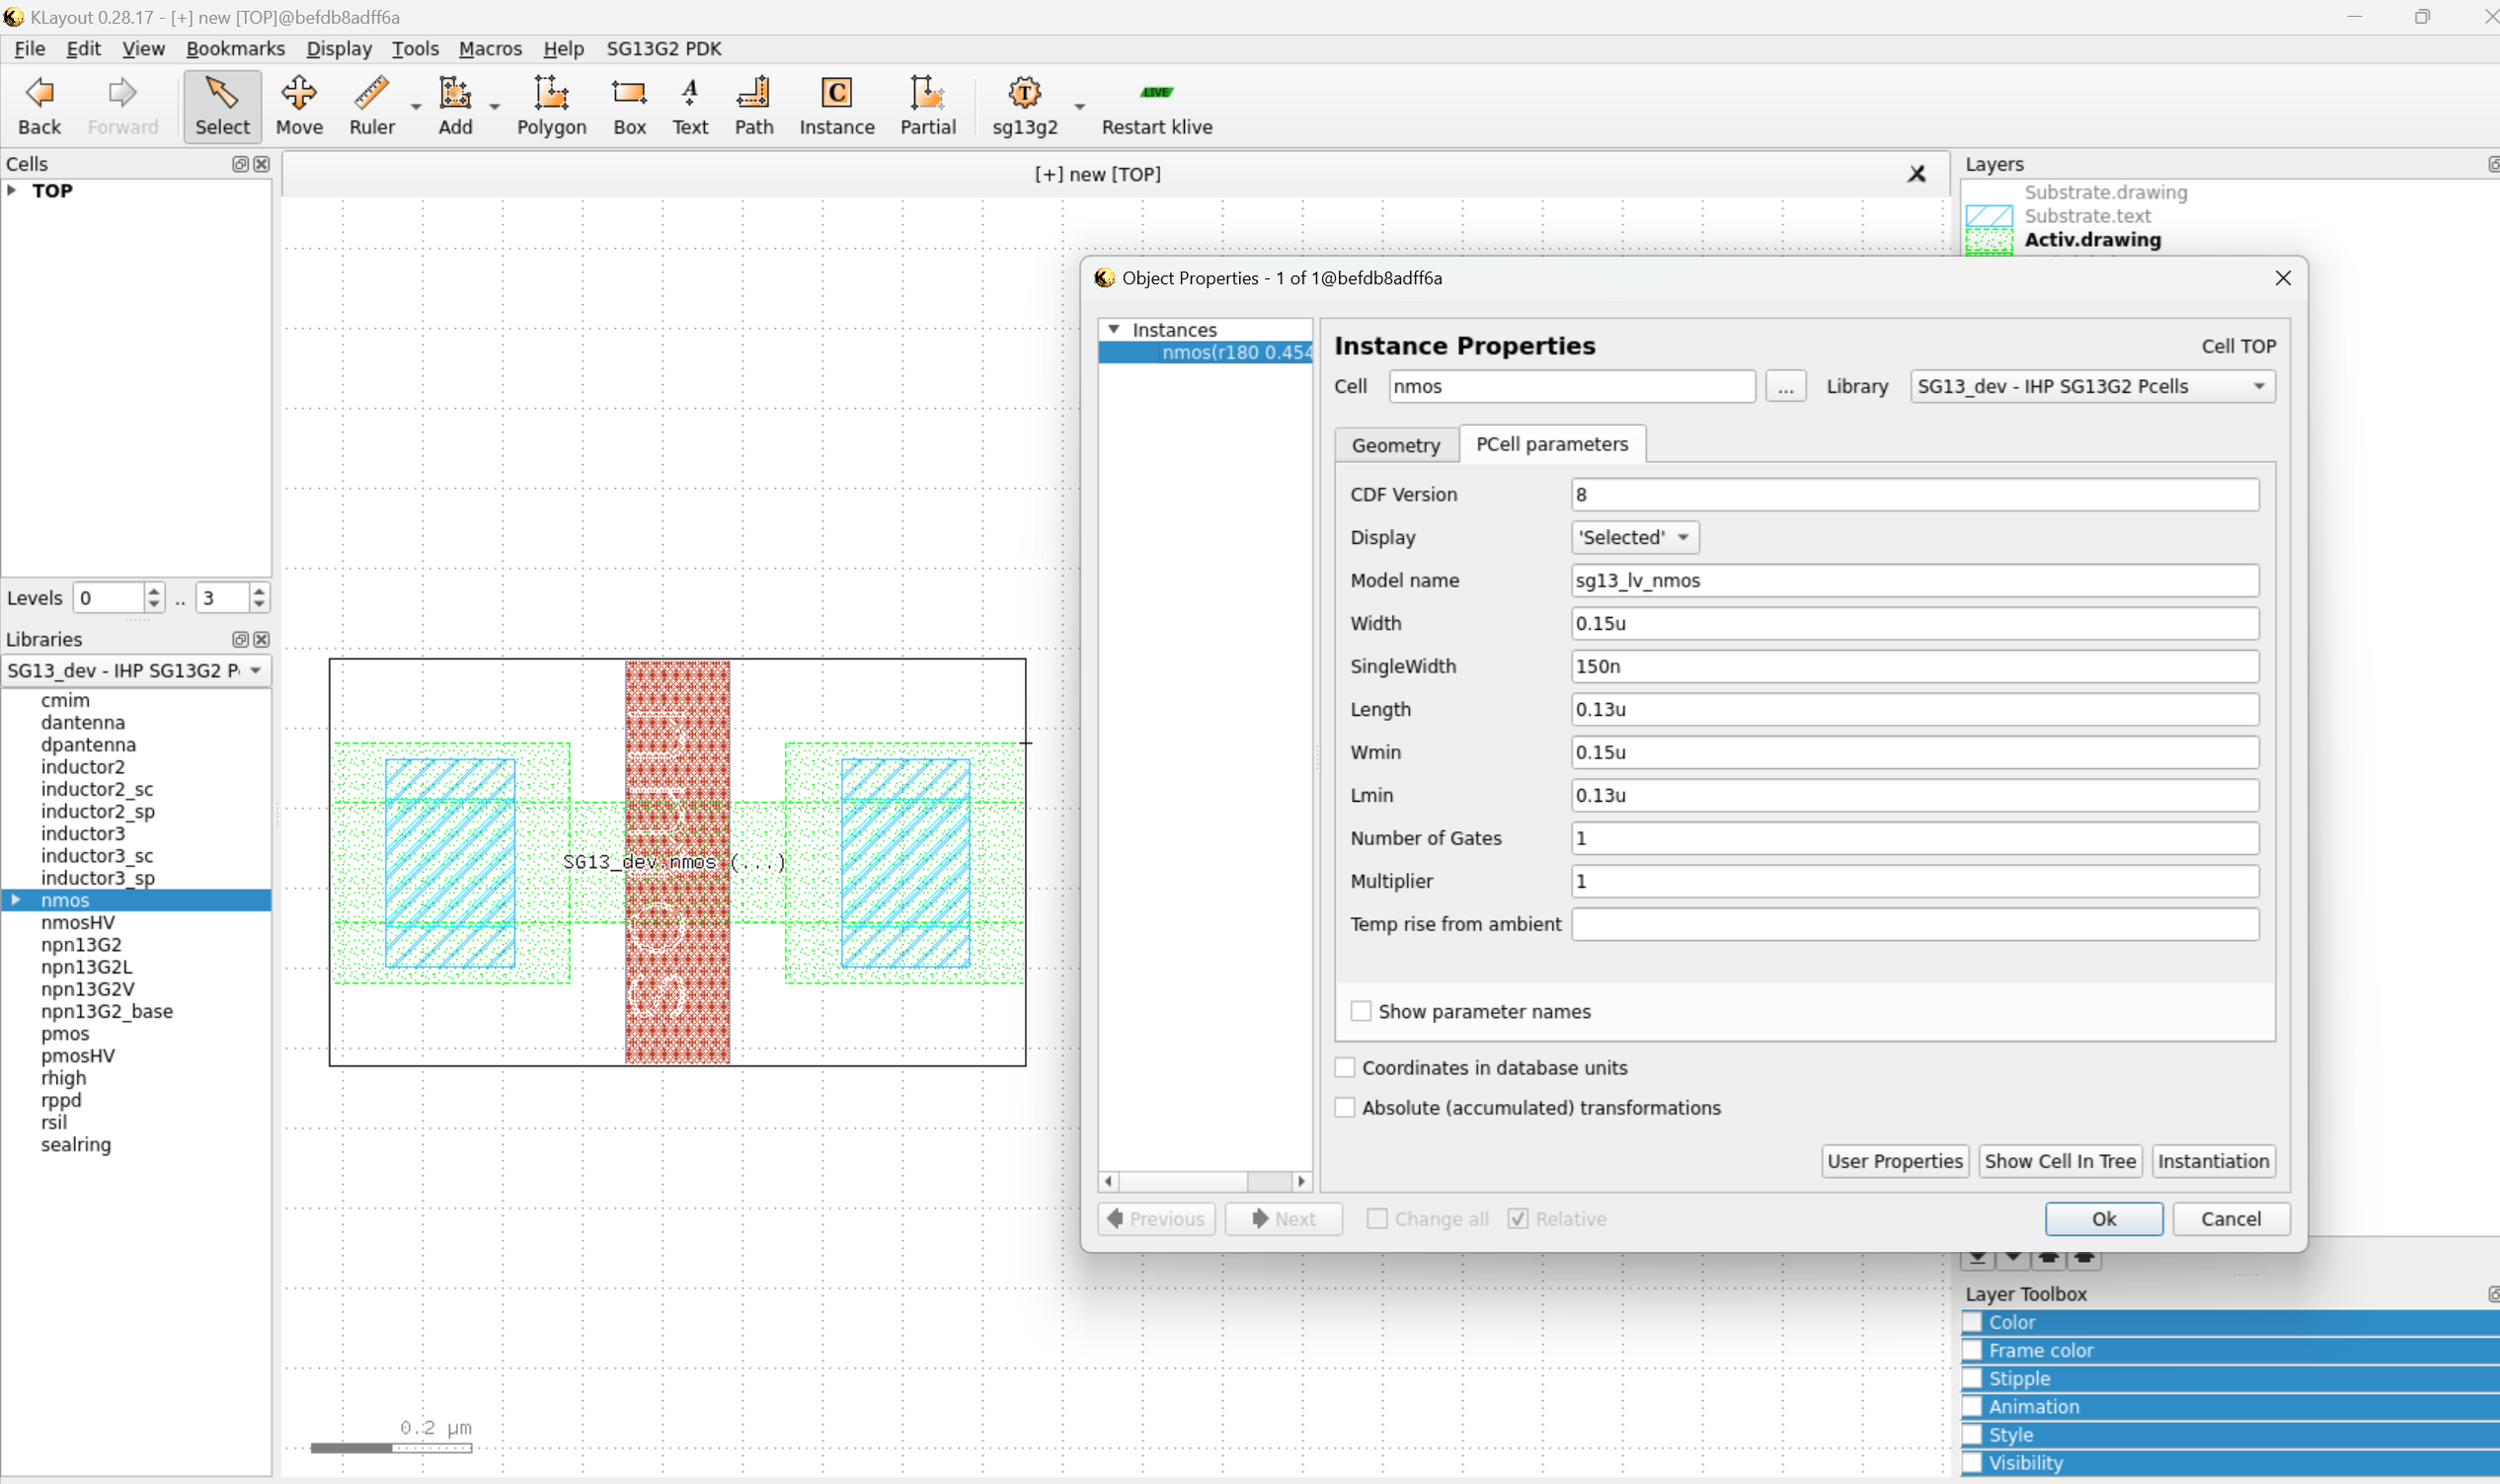 KLayout 0.28.17 - [+] new [TOP]@befdb8adff6a
File Edit View Bookmarks Display Tools Macros Help SG13G2 PDK
Back Forward Select Move Ruler Add Polygon Box Text Path Instance Partial sg13g2 Restart klive
LIVE
Cells
TOP
Levels 0 .. 3
Libraries
SG13_dev - IHP SG13G2 P
cmim
dantenna
dpantenna
inductor2
inductor2_sc
inductor2_sp
inductor3
inductor3_sc
inductor3_sp
nmos
nmosHV
npn13G2
npn13G2L
npn13G2V
npn13G2_base
pmos
pmosHV
rhigh
rppd
rsil
sealring
[+] new [TOP]
SG13_dev.nmos (...)
0.2 µm
Layers
Substrate.drawing
Substrate.text
Activ.drawing
Object Properties - 1 of 1@befdb8adff6a
Instances
nmos(r180 0.454
Instance Properties
Cell TOP
Cell nmos ... Library SG13_dev - IHP SG13G2 Pcells
Geometry PCell parameters
CDF Version 8
Display 'Selected'
Model name sg13_lv_nmos
Width 0.15u
SingleWidth 150n
Length 0.13u
Wmin 0.15u
Lmin 0.13u
Number of Gates 1
Multiplier 1
Temp rise from ambient
Show parameter names
Coordinates in database units
Absolute (accumulated) transformations
User Properties Show Cell In Tree Instantiation
Previous Next Change all Relative Ok Cancel
Layer Toolbox
Color
Frame color
Stipple
Animation
Style
Visibility